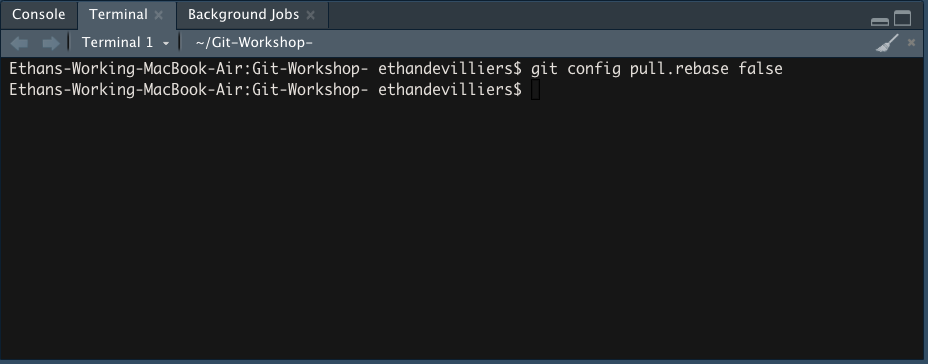 Console Terminal Background Jobs
Terminal 1 ~/Git-Workshop-
Ethans-Working-MacBook-Air:Git-Workshop- ethandevilliers$ git config pull.rebase false
Ethans-Working-MacBook-Air:Git-Workshop- ethandevilliers$